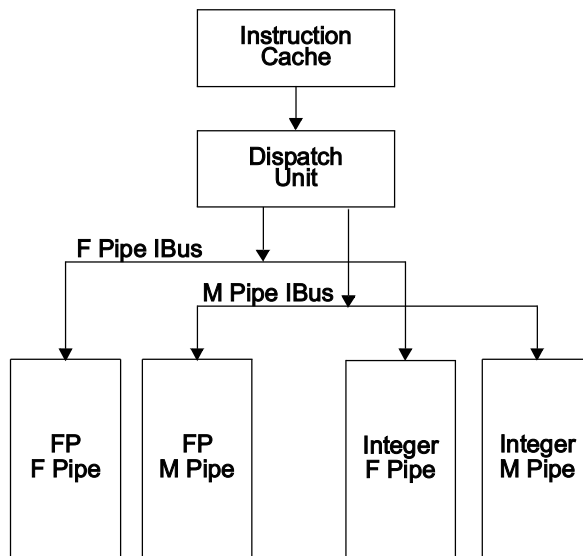 Instruction
Cache
Dispatch
Unit
F Pipe IBus
M Pipe IBus
FP
F Pipe
FP
M Pipe
Integer
F Pipe
Integer
M Pipe